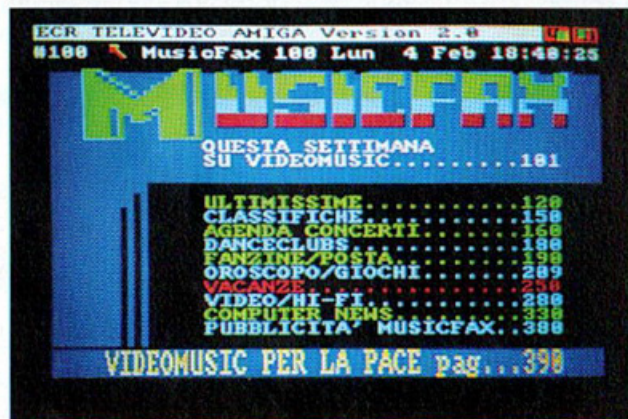 ECR TELEVIDEO AMIGA Version 2.0
#100 MusicFax 100 Lun 4 Feb 18:48:25
MUSICFAX
QUESTA SETTIMANA
SU VIDEOMUSIC.........101
ULTIMISSIME............120
CLASSIFICHE............150
AGENDA CONCERTI........160
DANCECLUBS.............180
FANZINE/POSTA..........190
OROSCOPO/GIOCHI........209
VACANZE................250
VIDEO/HI-FI............280
COMPUTER NEWS..........330
PUBBLICITA' MUSICFAX..380
VIDEOMUSIC PER LA PACE pag...390